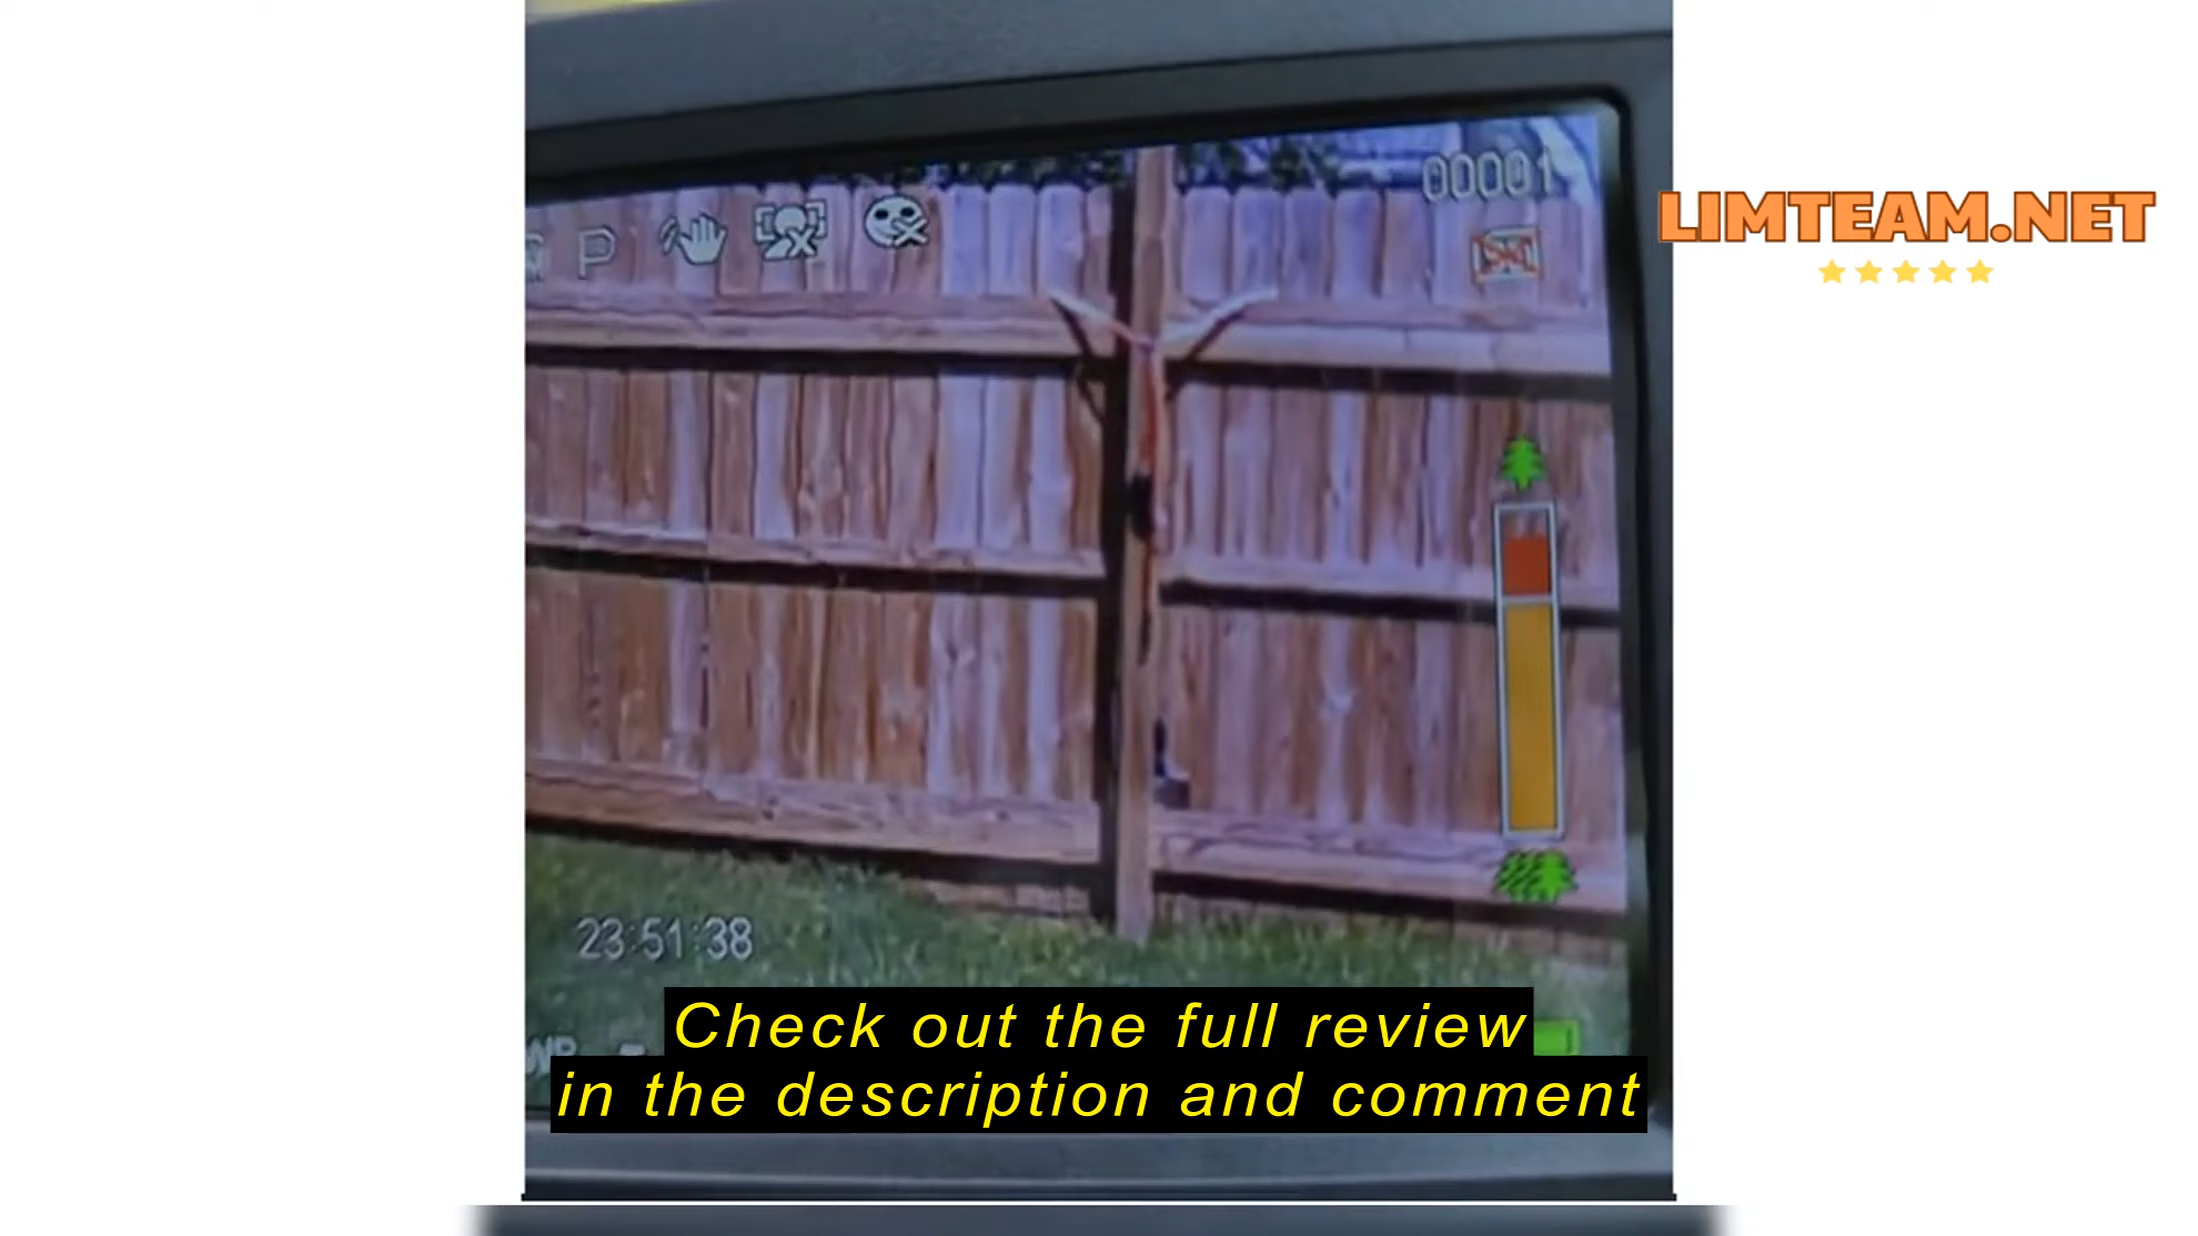 00001
LIMTEAM.NET
P
23:51:38
Check out the full review
in the description and comment